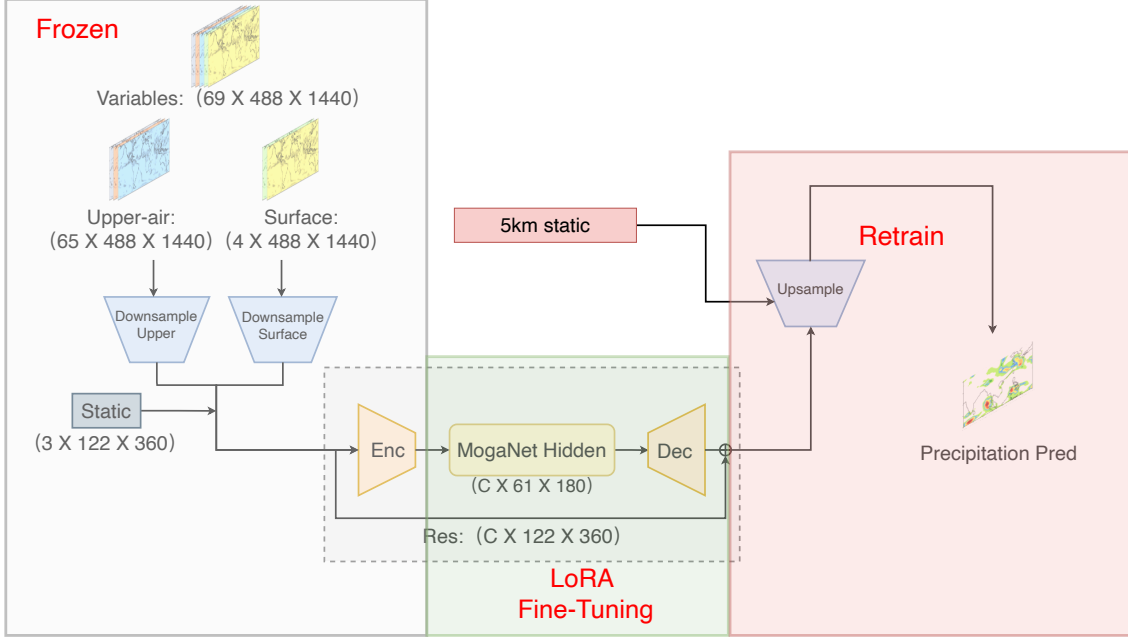 Frozen
Variables:（69 X 488 X 1440）
Upper-air:
（65 X 488 X 1440）
Surface:
（4 X 488 X 1440）
Downsample
Upper
Downsample
Surface
Static
（3 X 122 X 360）
Enc
MogaNet Hidden
（C X 61 X 180）
Dec
Res:（C X 122 X 360）
LoRA
Fine-Tuning
5km static
Retrain
Upsample
Precipitation Pred